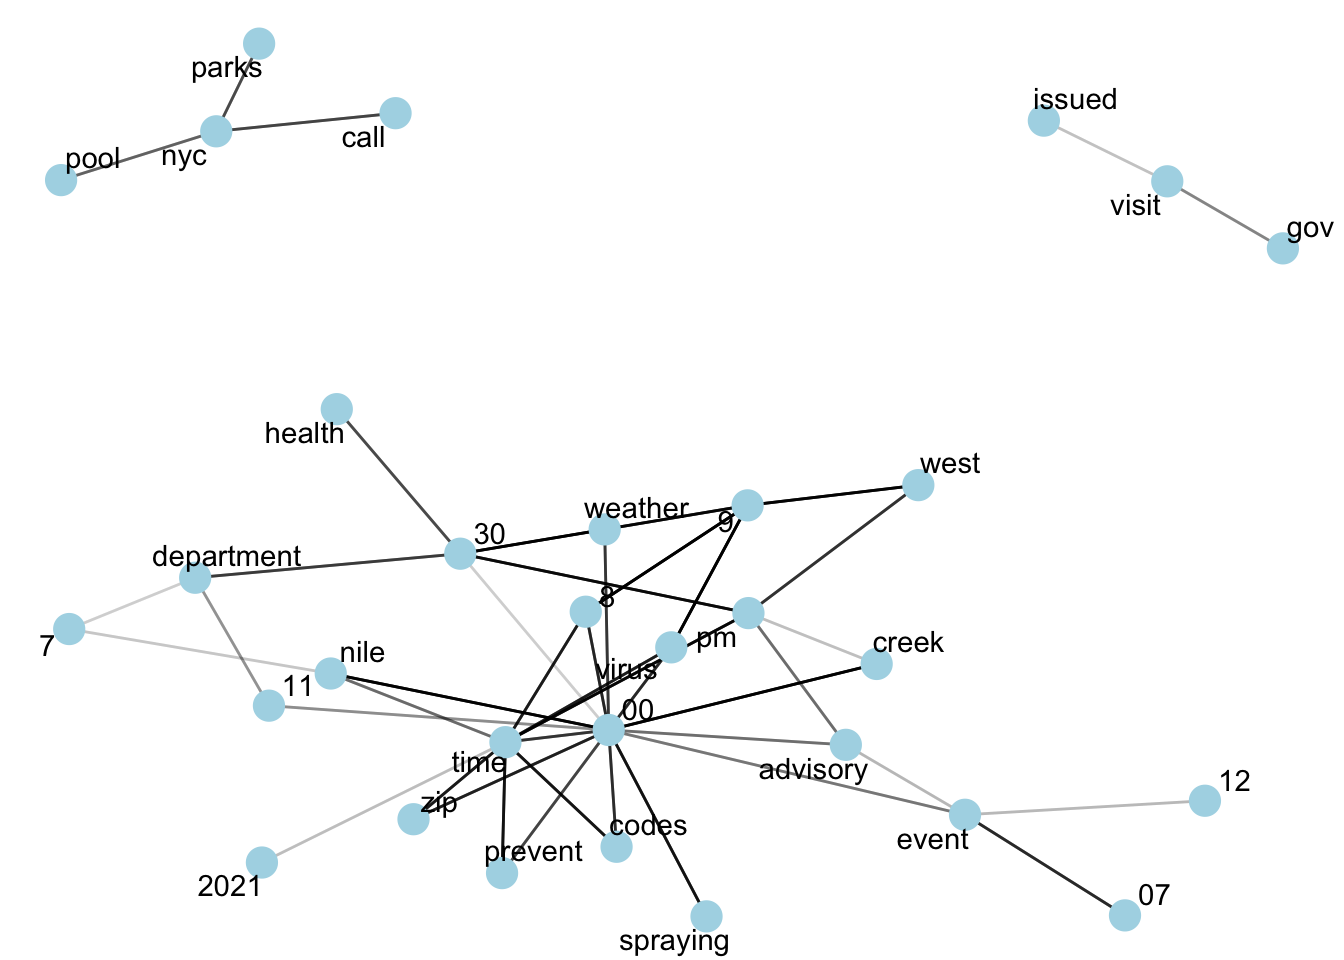 parks
issued
call
pool
nyc
visit
gov
health
west
weather
9
30
department
8
pm
creek
7
nile
virus
11
00
time
advisory
12
zip
codes
event
prevent
2021
07
spraying